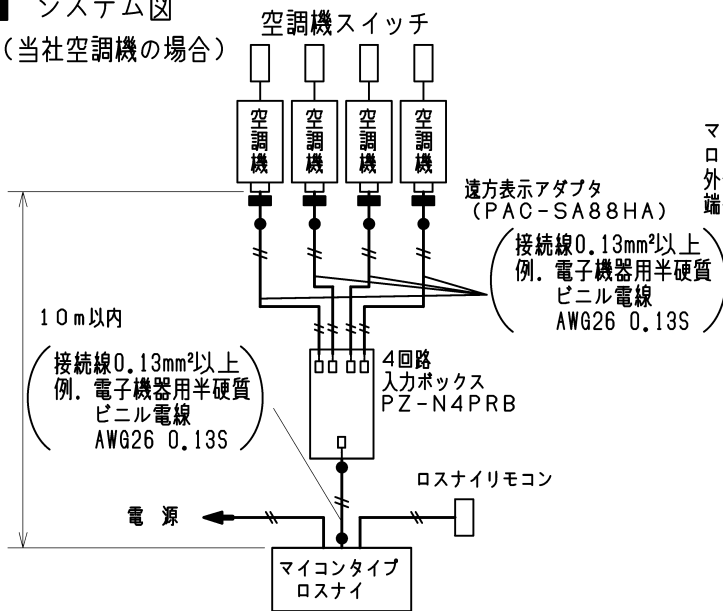 システム図
(当社空調機の場合)
空調機スイッチ
空調機
空調機
空調機
空調機
遠方表示アダプタ
(PAC-SA88HA)
接続線0.13mm²以上
例. 電子機器用半硬質
ビニル電線
AWG26 0.13S
10m以内
接続線0.13mm²以上
例. 電子機器用半硬質
ビニル電線
AWG26 0.13S
4回路
入力ボックス
PZ-N4PRB
ロスナイリモコン
電 源
マイコンタイプ
ロスナイ
マ
ロ
外
端